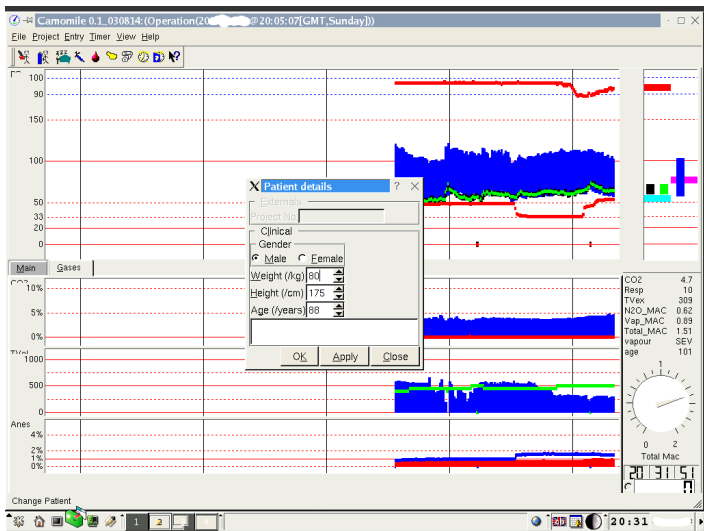 Camomile 0.1_030814:(Operation(20 @20:05:07[GMT,Sunday]))
File Project Entry Timer View Help
100
90
150
100
50
33
20
0
Patient details
Externals
Project No.
Clinical
Gender
Male Female
Weight (/kg) 80
Height (/cm) 175
Age (/years) 88
OK Apply Close
Main Gases
CO2
10%
5%
0%
TVol
1000
500
0
Anes
4%
2%
1%
0%
CO2 4.7
Resp 10
TVex 309
N2O_MAC 0.62
Vap_MAC 0.89
Total_MAC 1.51
vapour SEV
age 101
1
0 2
Total Mac
20 31 51
C 0
Change Patient
1 2 4
20:31